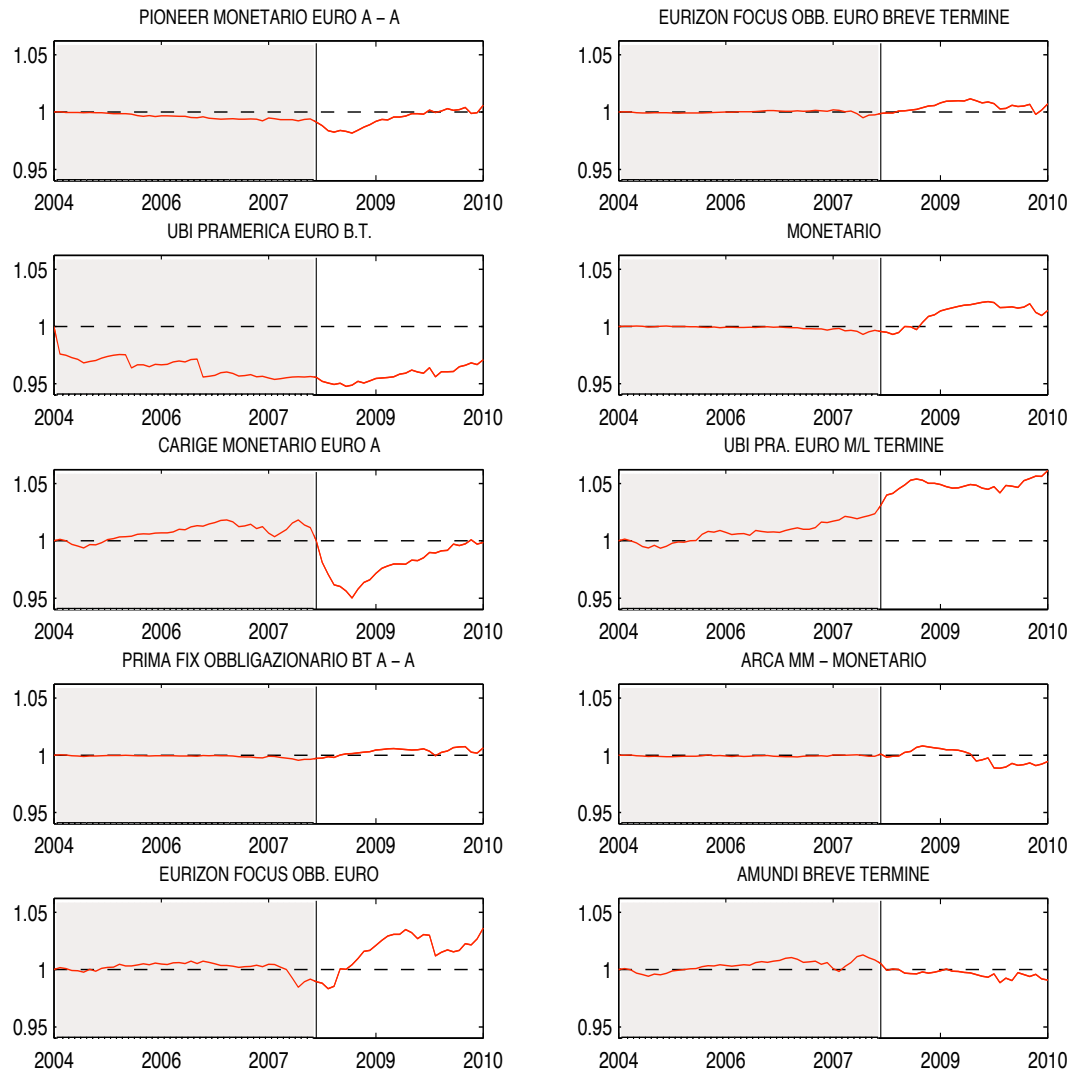 PIONEER MONETARIO EURO A – A
1.05
1
0.95
2004 2006 2007 2009 2010
EURIZON FOCUS OBB. EURO BREVE TERMINE
1.05
1
0.95
2004 2006 2007 2009 2010
UBI PRAMERICA EURO B.T.
1.05
1
0.95
2004 2006 2007 2009 2010
MONETARIO
1.05
1
0.95
2004 2006 2007 2009 2010
CARIGE MONETARIO EURO A
1.05
1
0.95
2004 2006 2007 2009 2010
UBI PRA. EURO M/L TERMINE
1.05
1
0.95
2004 2006 2007 2009 2010
PRIMA FIX OBBLIGAZIONARIO BT A – A
1.05
1
0.95
2004 2006 2007 2009 2010
ARCA MM – MONETARIO
1.05
1
0.95
2004 2006 2007 2009 2010
EURIZON FOCUS OBB. EURO
1.05
1
0.95
2004 2006 2007 2009 2010
AMUNDI BREVE TERMINE
1.05
1
0.95
2004 2006 2007 2009 2010